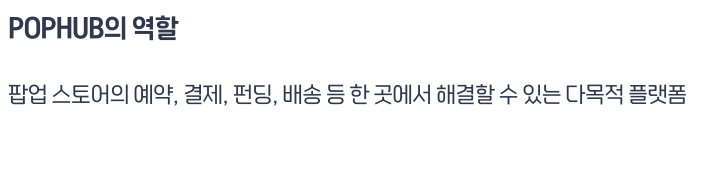 POPHUB의 역할
팝업 스토어의 예약, 결제, 펀딩, 배송 등 한 곳에서 해결할 수 있는 다목적 플랫폼